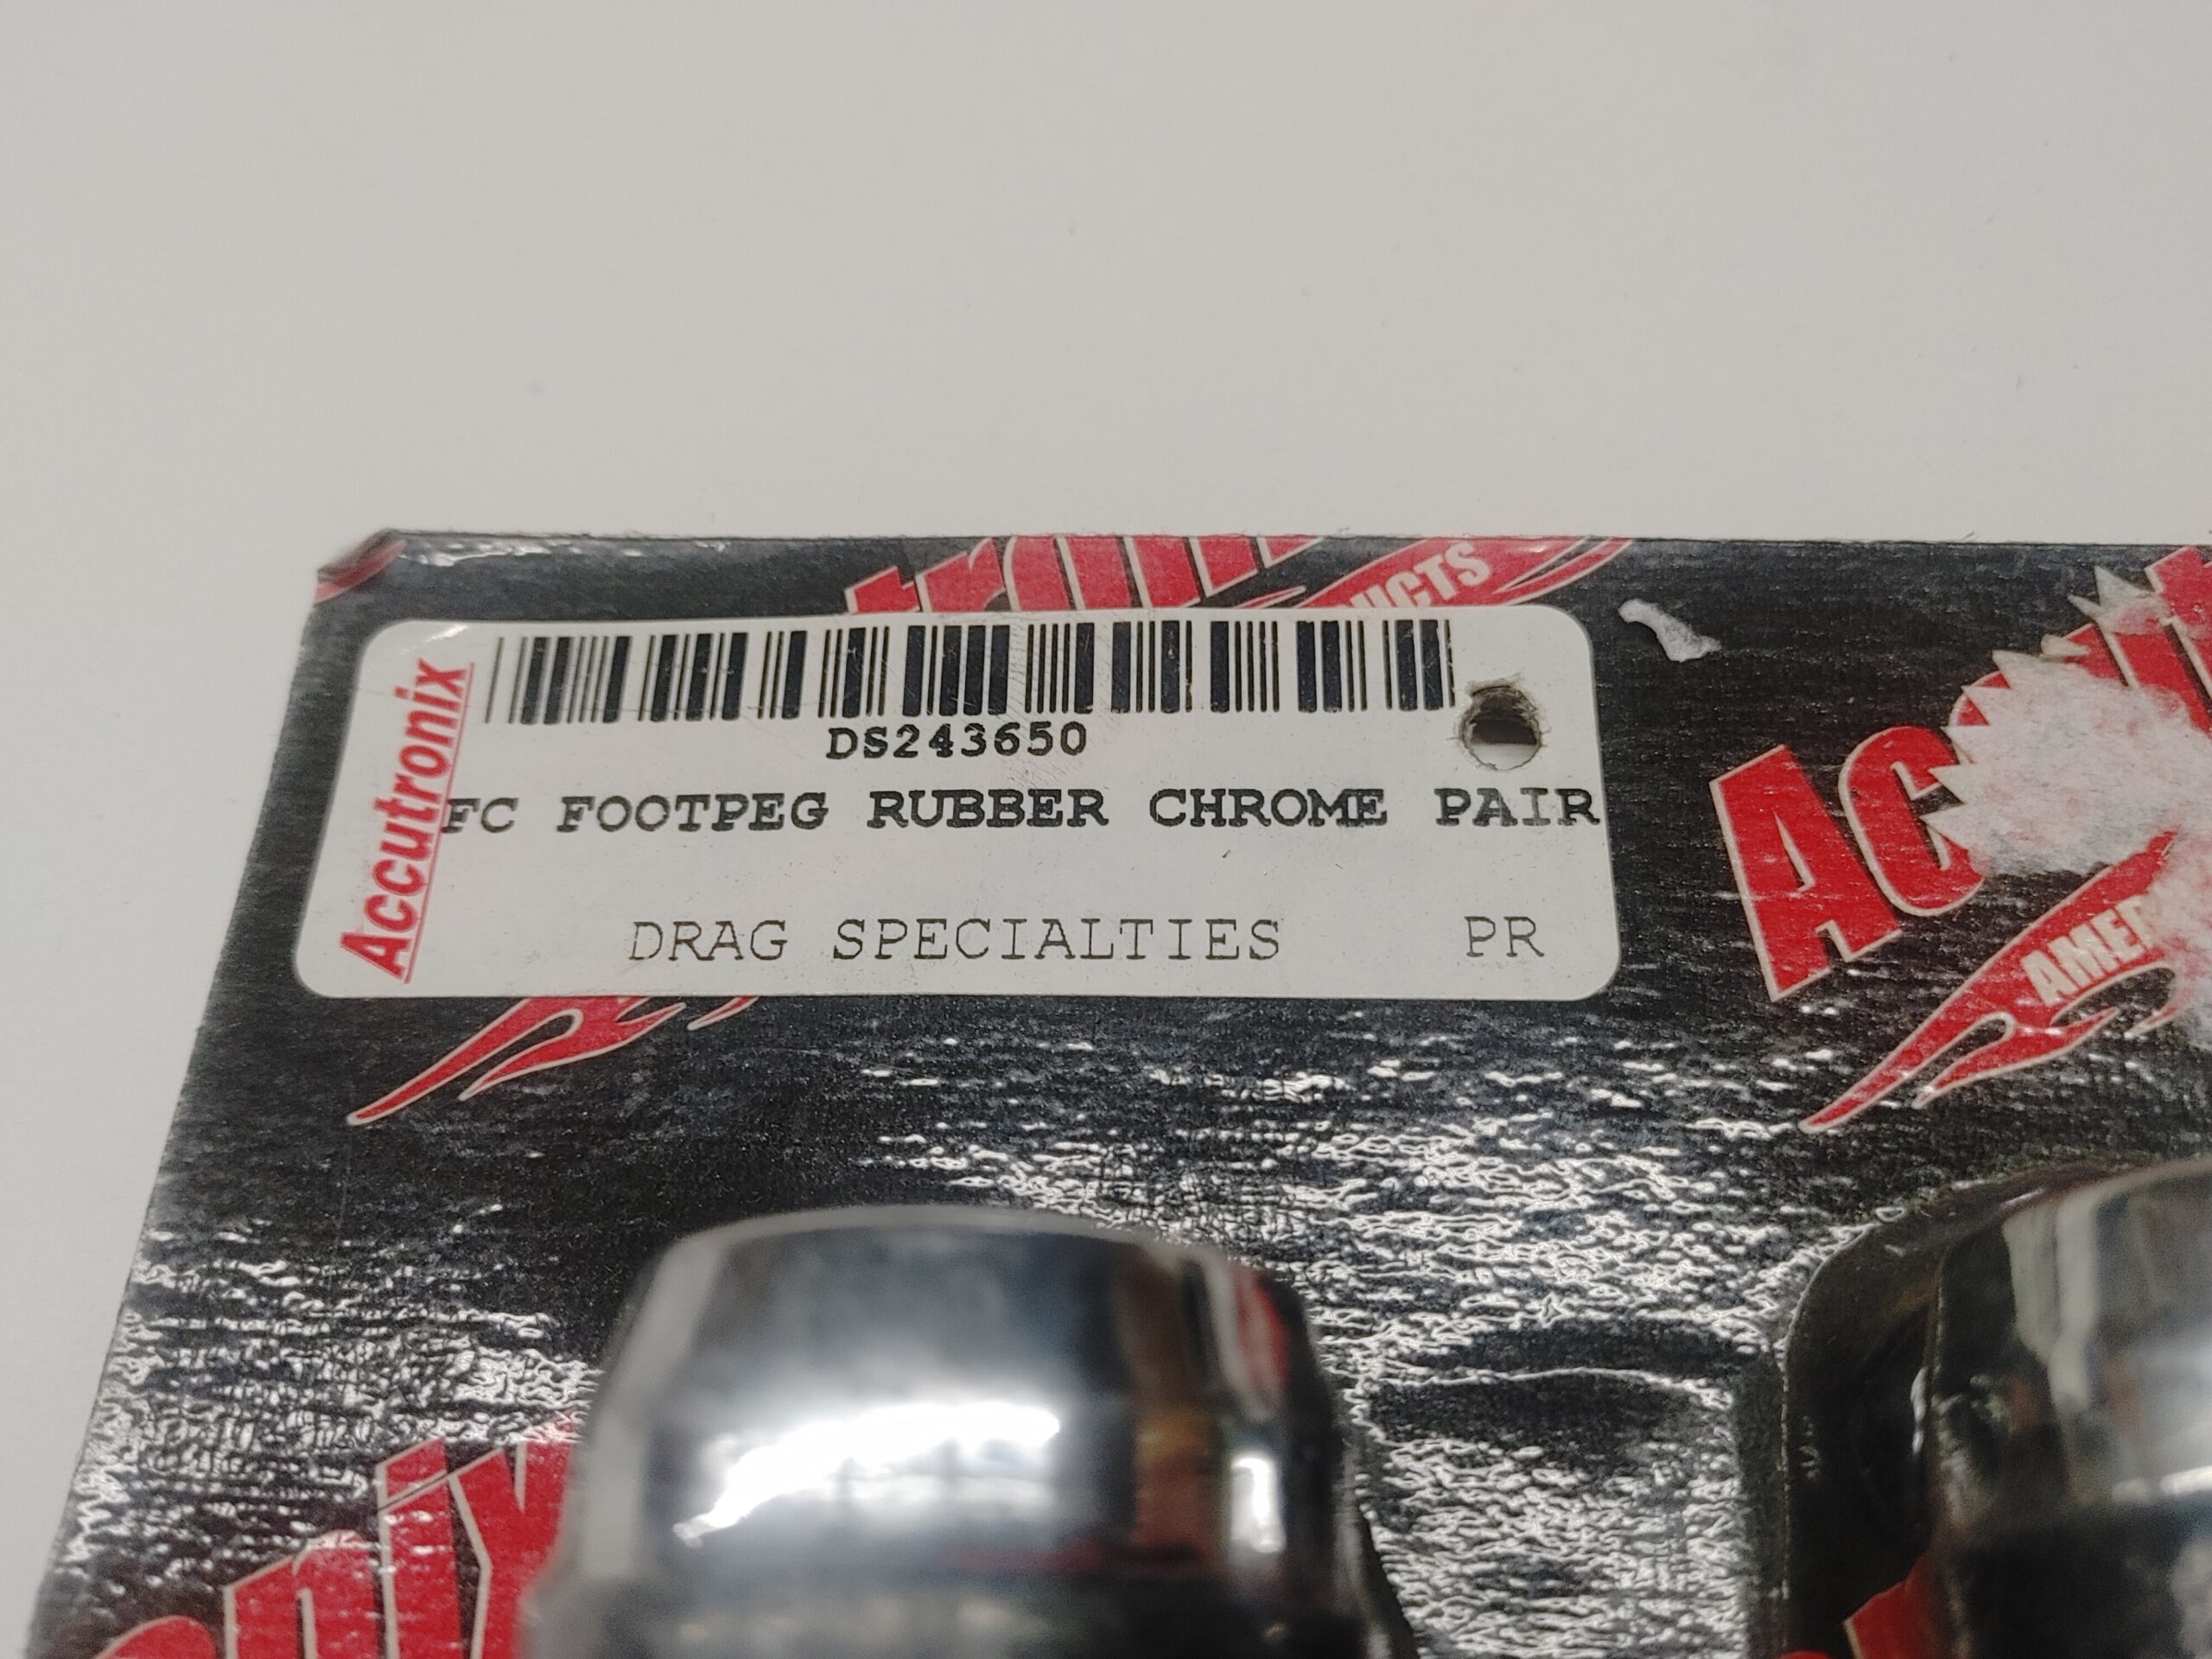 Accutronix
DS243650
FC FOOTPEG RUBBER CHROME PAIR
DRAG SPECIALTIES PR